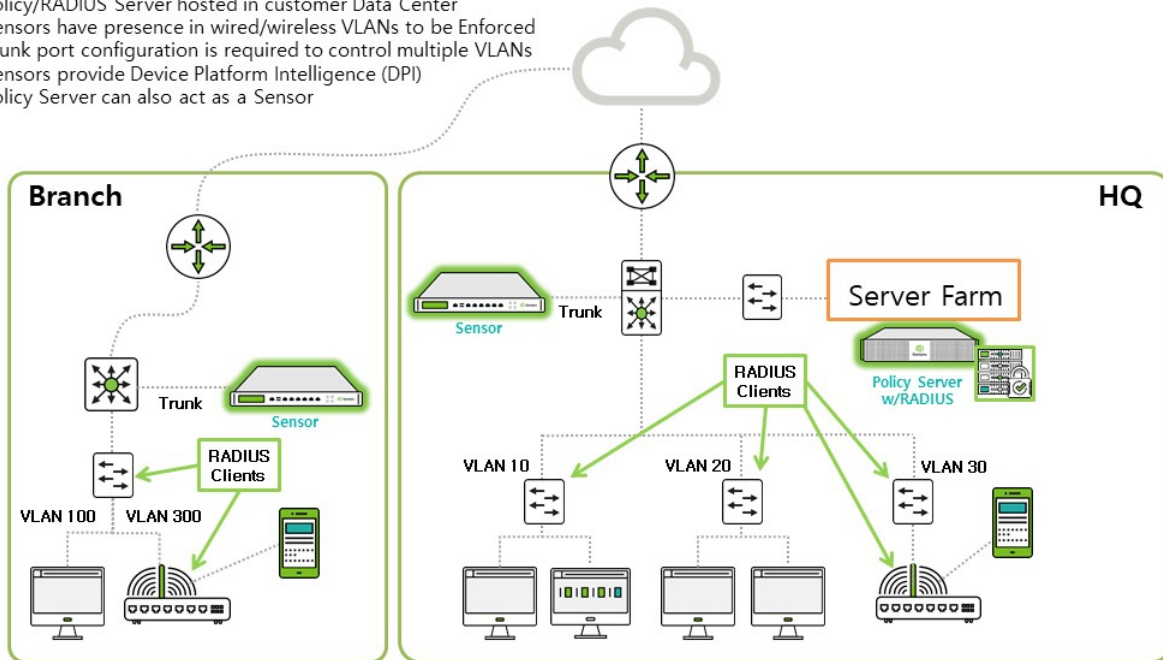 olicy/RADIUS Server hosted in customer Data Center
ensors have presence in wired/wireless VLANs to be Enforced
unk port configuration is required to control multiple VLANs
ensors provide Device Platform Intelligence (DPI)
olicy Server can also act as a Sensor
Branch
HQ
Sensor
Trunk
Server Farm
Policy Server
w/RADIUS
RADIUS
Clients
Trunk
Sensor
RADIUS
Clients
VLAN 10
VLAN 20
VLAN 30
VLAN 100
VLAN 300